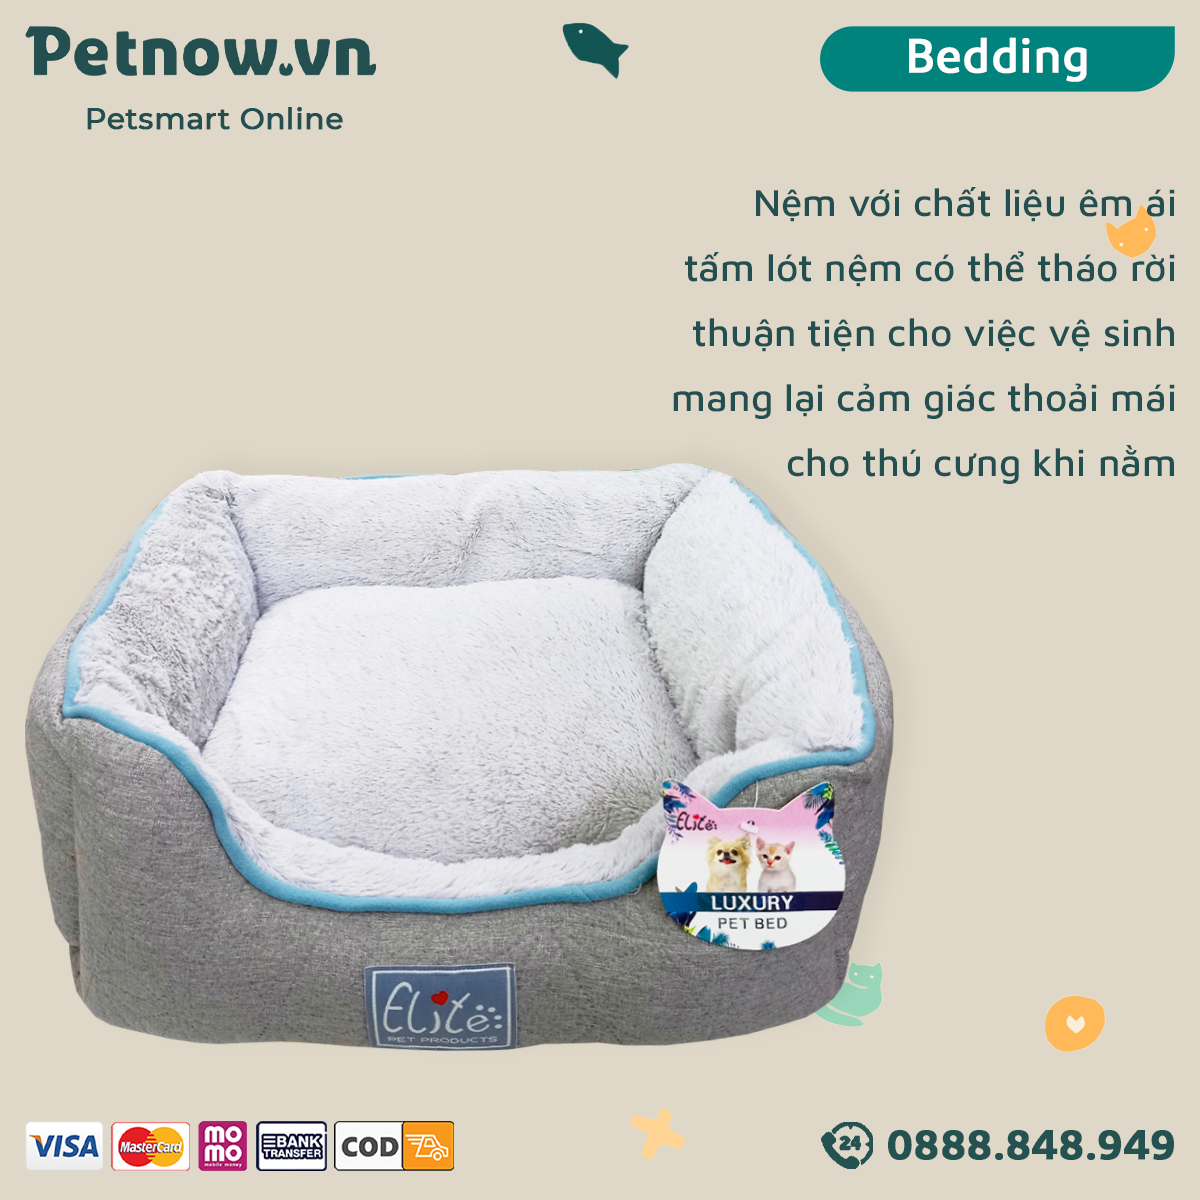 Petnow.vn
Petsmart Online
Bedding
Nệm với chất liệu êm ái
tấm lót nệm có thể tháo rời
thuận tiện cho việc vệ sinh
mang lại cảm giác thoải mái
cho thú cưng khi nằm
Elite
LUXURY
PET BED
Elite
PET PRODUCTS
VISA
MasterCard
mo
mo
mobile money
BANK
TRANSFER
COD
24
0888.848.949